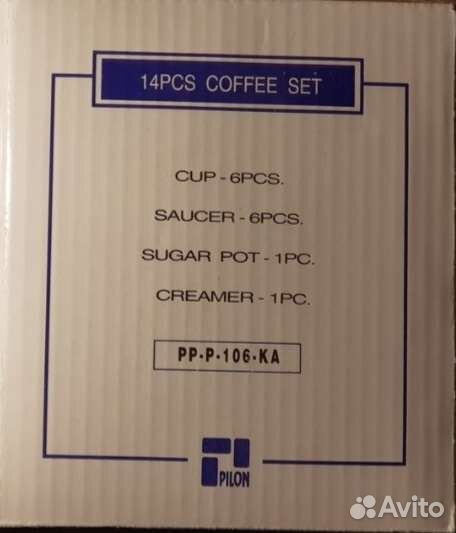 14PCS COFFEE SET
CUP - 6PCS.
SAUCER - 6PCS.
SUGAR POT - 1PC.
CREAMER - 1PC.
PP-P-106-KA
PILON
Avito